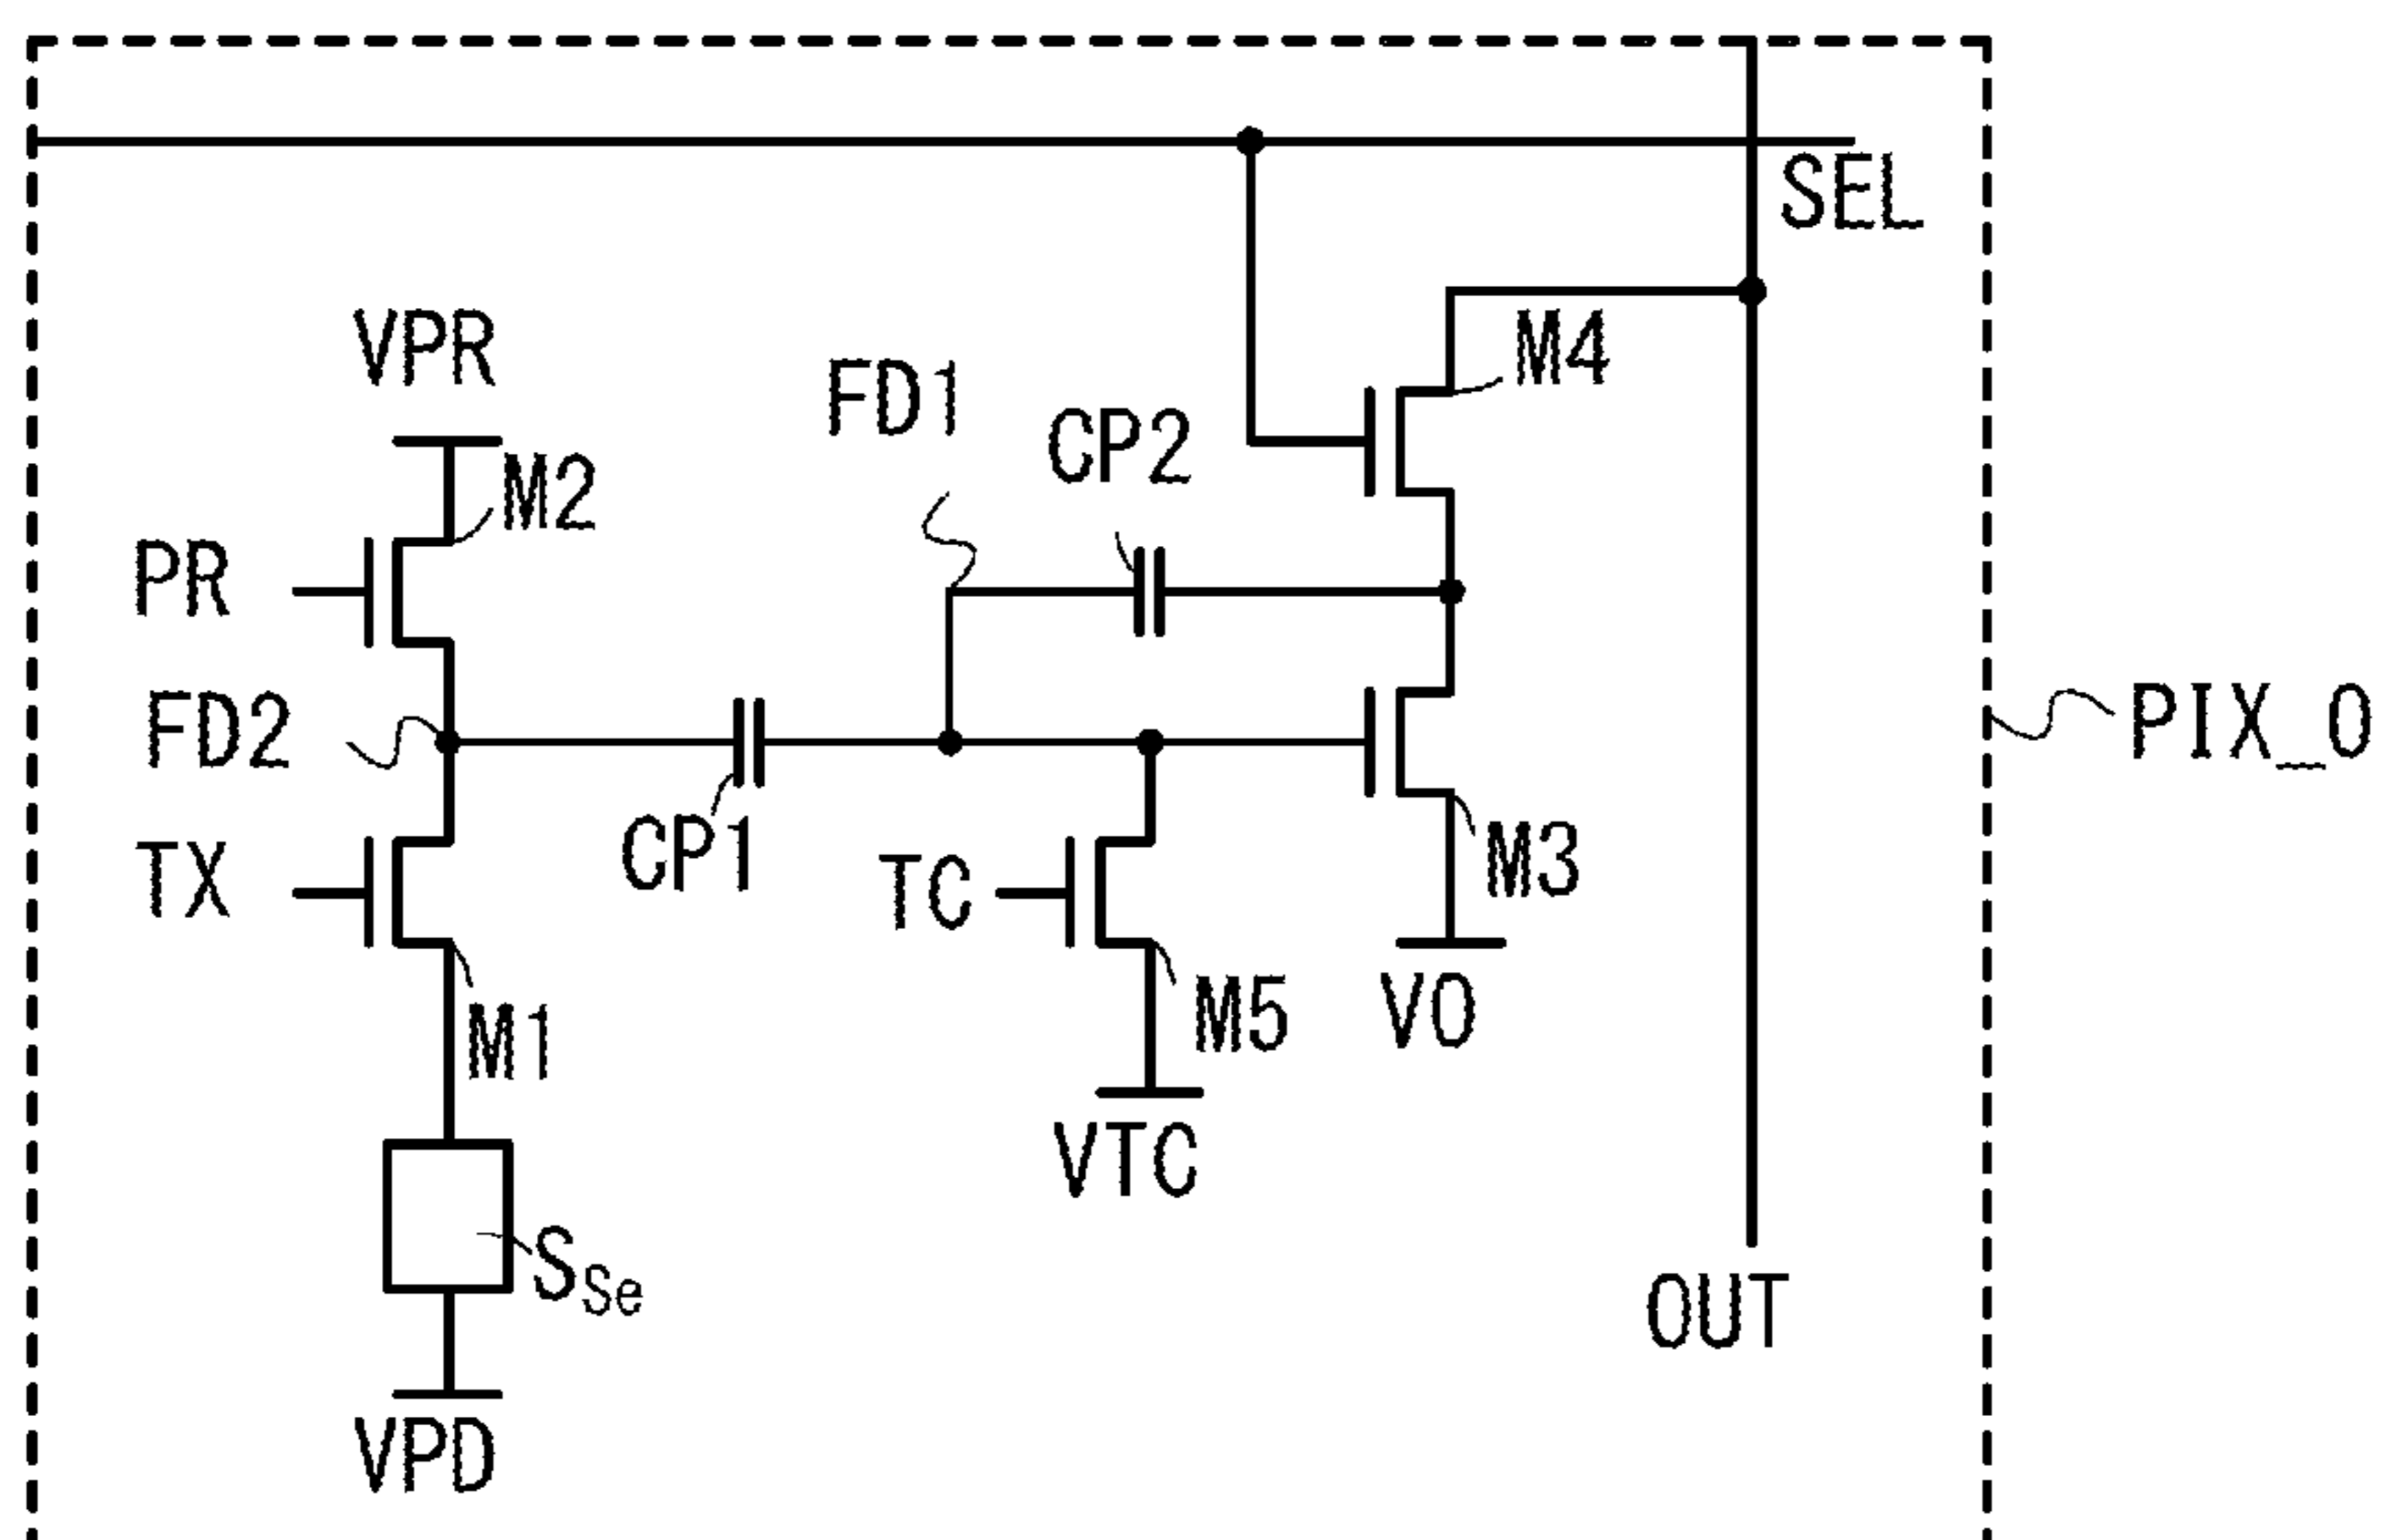 SEL
VPR
M4
FD1
CP2
M2
PR
FD2
PIX_O
CP1
M3
TX
TC
M1
M5
VO
VTC
SSe
OUT
VPD